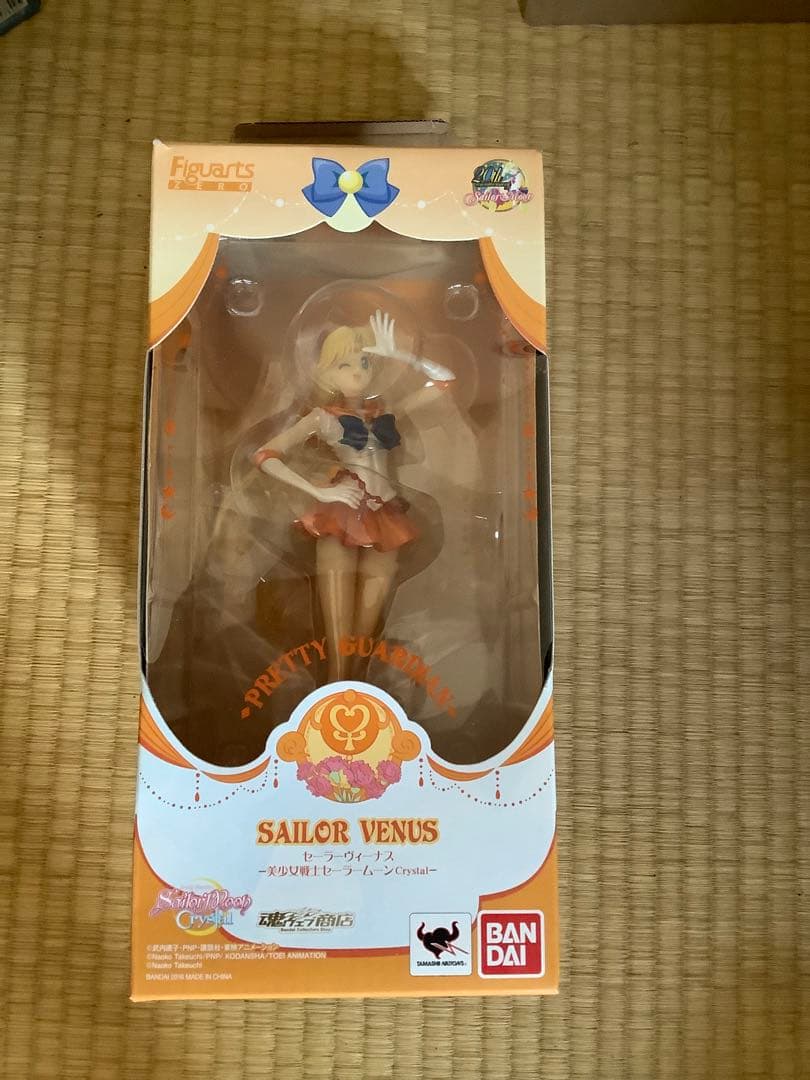 Figuarts
ZERO
20th
Sailor Moon
-PRETTY GUARDIAN-
SAILOR VENUS
セーラーヴィーナス
-美少女戦士セーラームーンCrystal-
Sailor Moon
Crystal
魂ウェブ商店
Bandai Collectors Shop
TAMASHII NATIONS
BAN
DAI
©武内直子・PNP・講談社・東映アニメーション
©Naoko Takeuchi/PNP/ KODANSHA/TOEI ANIMATION
©Naoko Takeuchi
BANDAI 2016 MADE IN CHINA